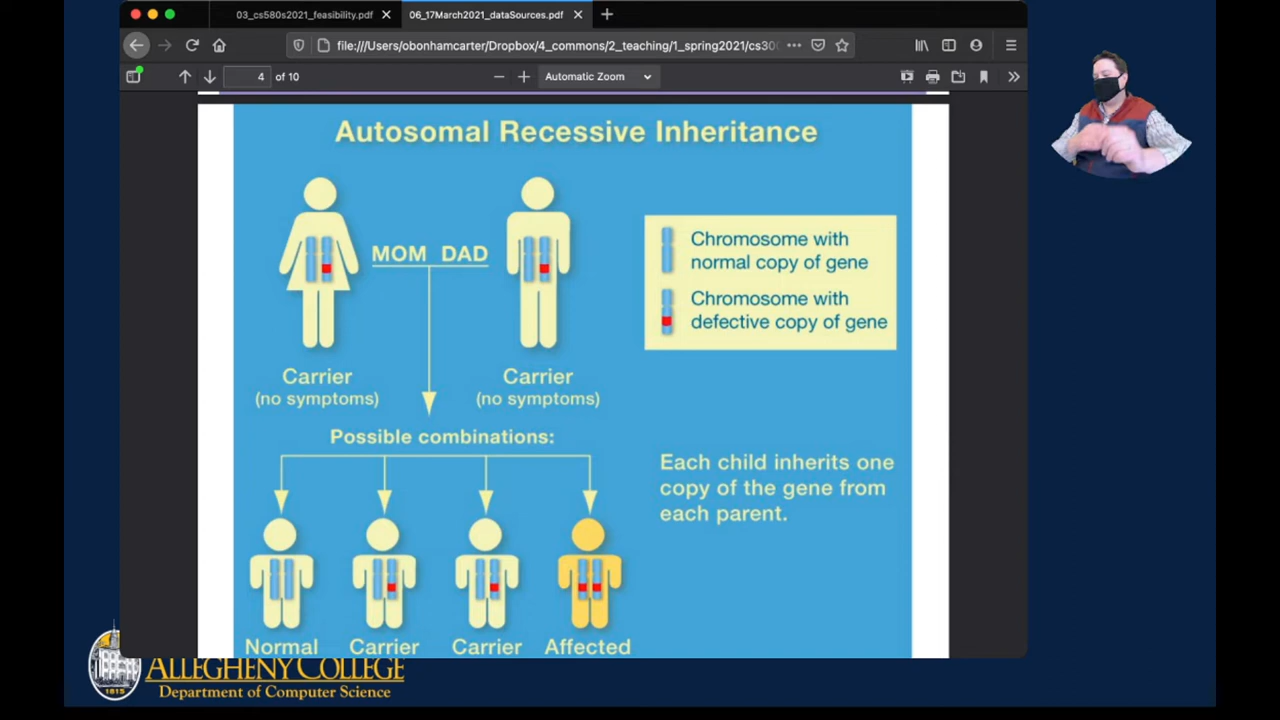 03_cs580s2021_feasibility.pdf
06_17March2021_dataSources.pdf
file:///Users/obonhamcarter/Dropbox/4_commons/2_teaching/1_spring2021/cs300
4 of 10
Automatic Zoom
Autosomal Recessive Inheritance
MOM DAD
Chromosome with
normal copy of gene
Chromosome with
defective copy of gene
Carrier
(no symptoms)
Carrier
(no symptoms)
Possible combinations:
Each child inherits one
copy of the gene from
each parent.
Normal
Carrier
Carrier
Affected
ALLEGHENY COLLEGE
Department of Computer Science
1815